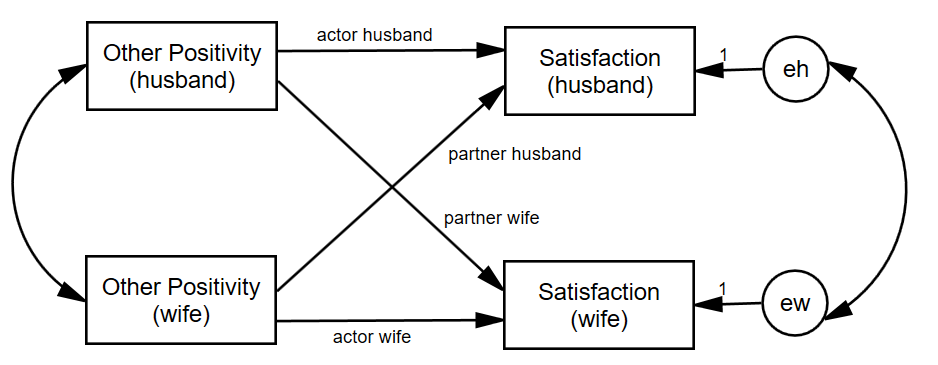 actor husband
Other Positivity
(husband)
Satisfaction
(husband)
1
eh
partner husband
partner wife
Other Positivity
(wife)
Satisfaction
(wife)
1
ew
actor wife